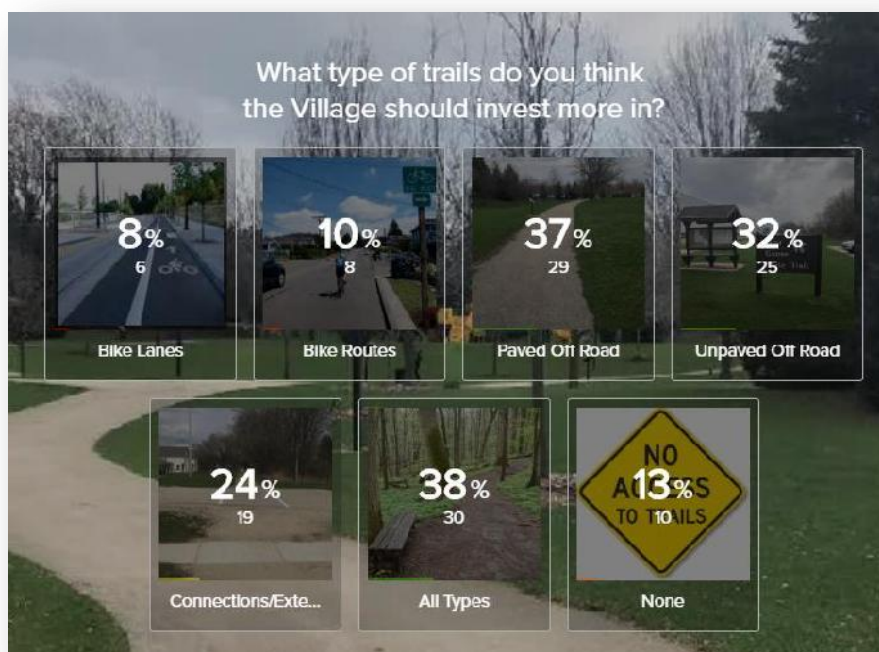 What type of trails do you think
the Village should invest more in?
8%
6
Bike Lanes
10%
8
Bike Routes
37%
29
Paved Off Road
32%
25
Unpaved Off Road
24%
19
Connections/Exte...
38%
30
All Types
NO
ACCESS
TO TRAILS
13%
10
None